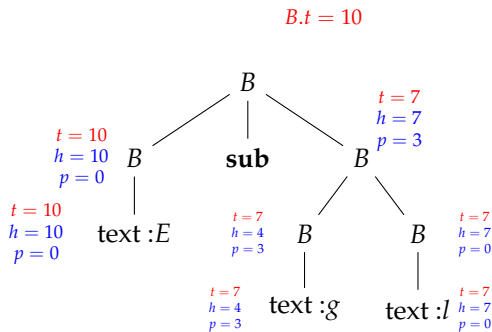 B.t = 10
B
t = 7
h = 7
p = 3
t = 10
h = 10
p = 0
B
sub
B
t = 10
h = 10
p = 0
text :E
t = 7
h = 4
p = 3
B
B
t = 7
h = 7
p = 0
t = 7
h = 4
p = 3
text :g
text :l
t = 7
h = 7
p = 0